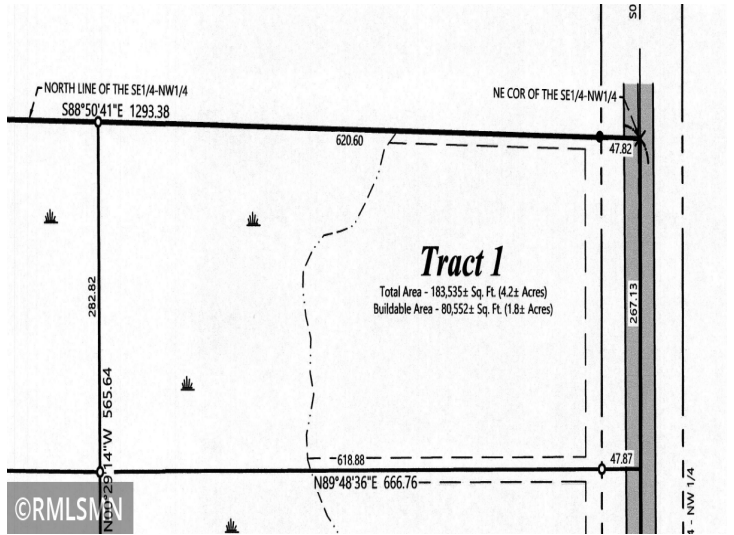 SO
NORTH LINE OF THE SE1/4-NW1/4
S88°50'41"E 1293.38
NE COR OF THE SE1/4-NW1/4
620.60
47.82
Tract 1
Total Area - 183,535± Sq. Ft. (4.2± Acres)
Buildable Area - 80,552± Sq. Ft. (1.8± Acres)
282.82
267.13
N00°29'14"W 565.64
618.88
47.87
N89°48'36"E 666.76
4 - NW 1/4
©RMLSMN